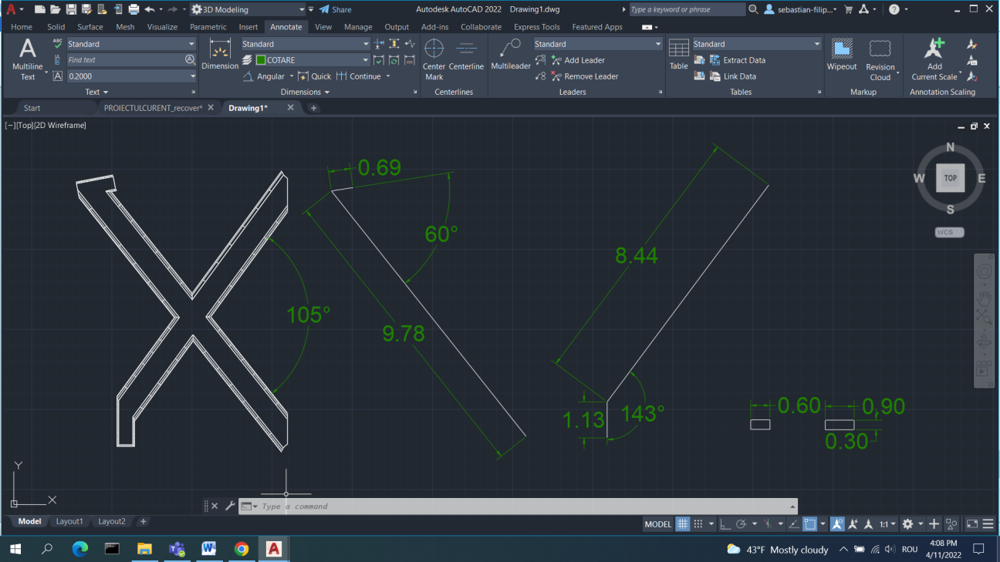 3D Modeling
Share
Autodesk AutoCAD 2022 Drawing1.dwg
Type a keyword or phrase
sebastian-filip...
Home Solid Surface Mesh Visualize Parametric Insert Annotate View Manage Output Add-ins Collaborate Express Tools Featured Apps
Multiline Text
ABC
Standard
Find text
0.2000
Text
Dimension
Standard
COTARE
Angular Quick Continue
Dimensions
Center Mark
Centerline
Centerlines
Multileader
Standard
Add Leader
Remove Leader
Leaders
Table
Standard
Extract Data
Link Data
Tables
Wipeout
Revision Cloud
Markup
Add Current Scale
Annotation Scaling
Start PROIECTULCURENT_recover* Drawing1*
[−][Top][2D Wireframe]
N
W TOP E
S
WCS
0.69
60°
8.44
105°
9.78
1.13
143°
0.60
0.90
0.30
Y
X
Type a command
Model Layout1 Layout2
MODEL
1:1
43°F Mostly cloudy
ROU
4:08 PM
4/11/2022